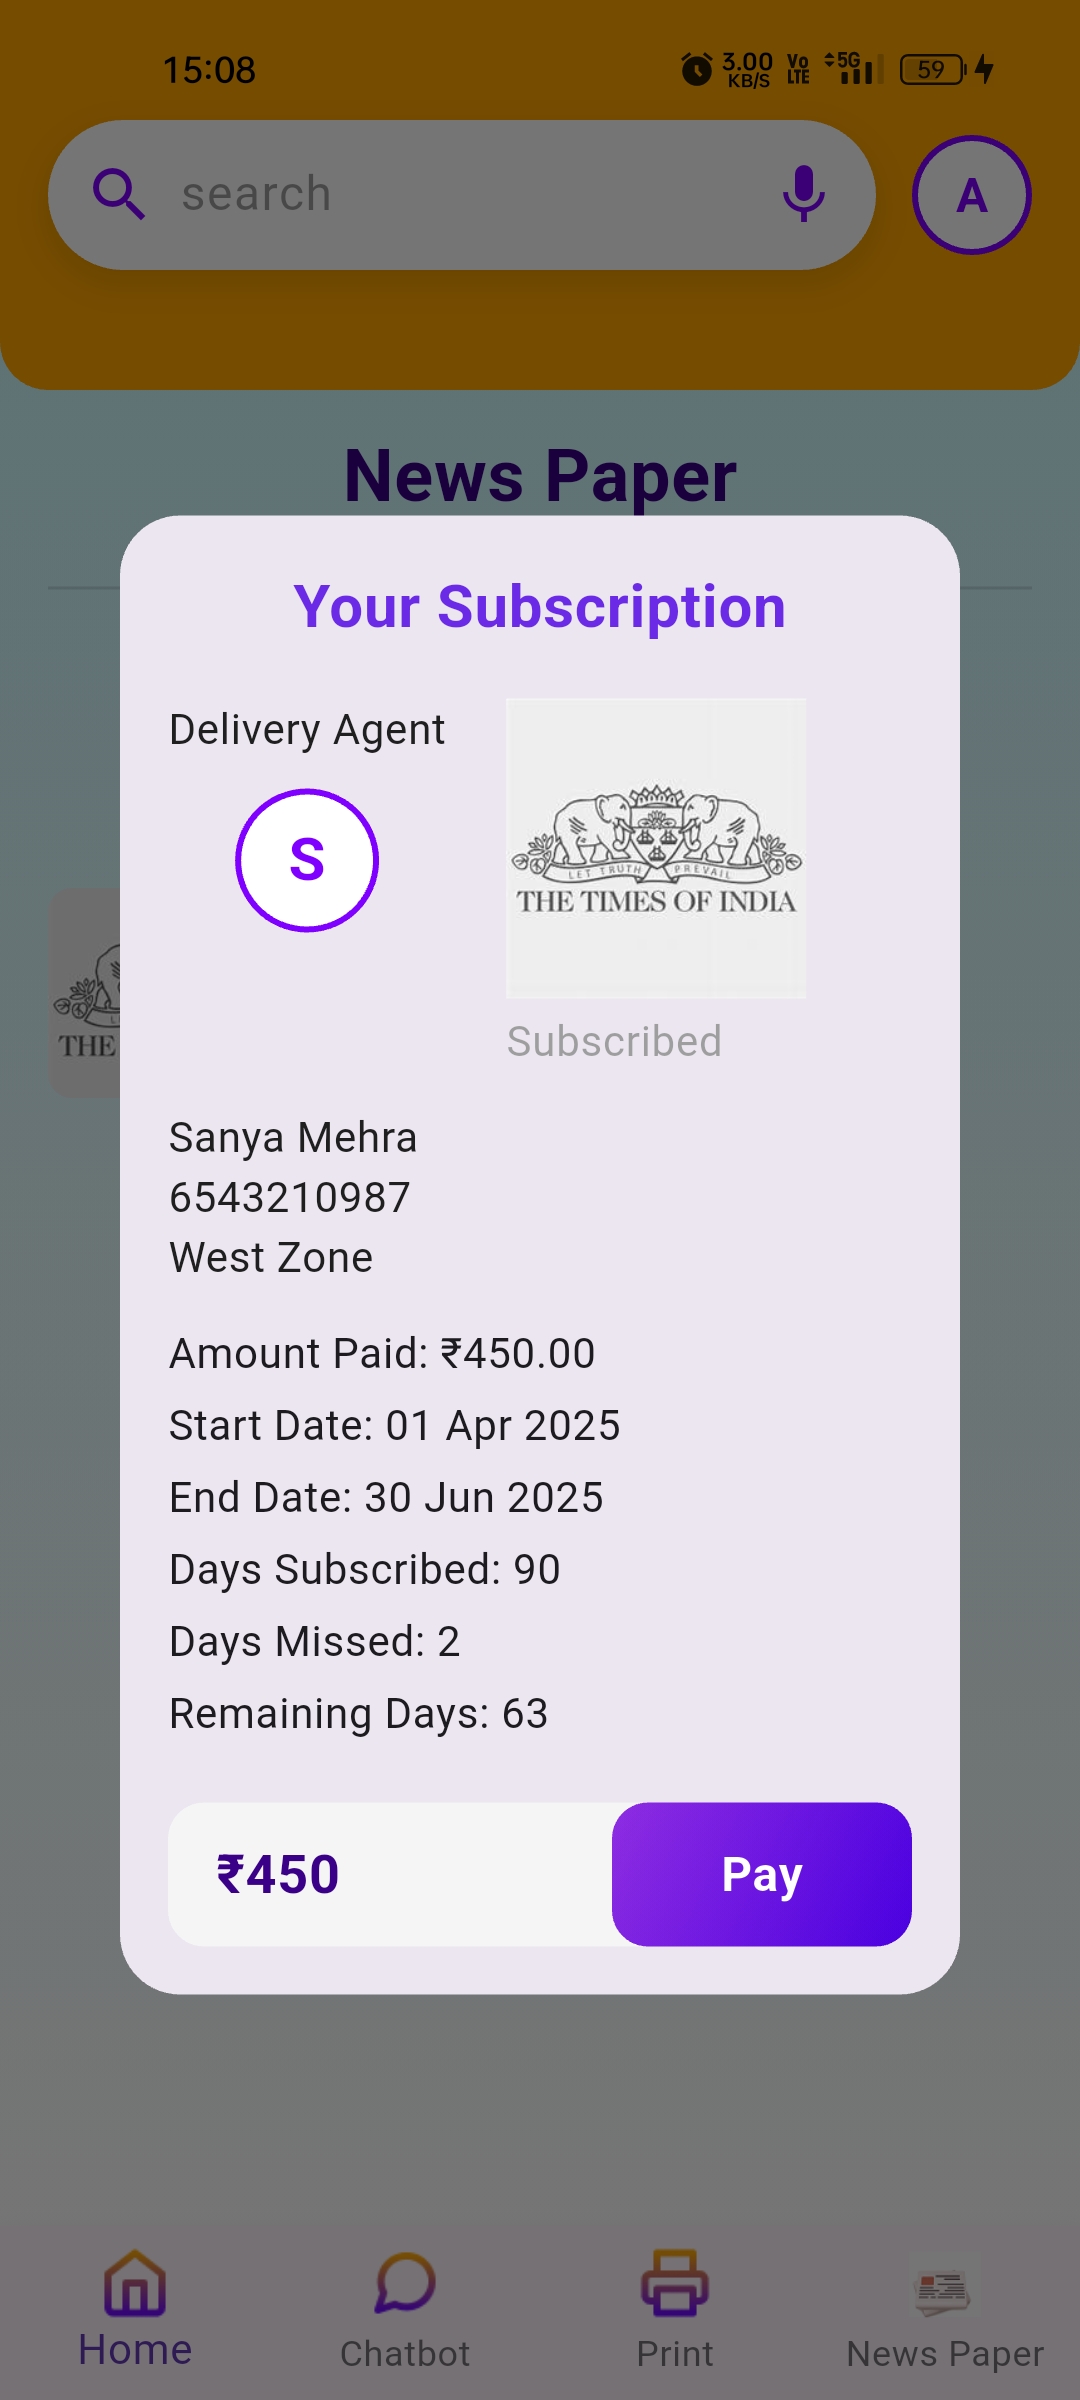 15:08
3.00 KB/S
Vo LTE
5G
59
search
A
News Paper
Your Subscription
Delivery Agent
S
LET TRUTH PREVAIL
THE TIMES OF INDIA
Subscribed
THE
Sanya Mehra
6543210987
West Zone
Amount Paid: ₹450.00
Start Date: 01 Apr 2025
End Date: 30 Jun 2025
Days Subscribed: 90
Days Missed: 2
Remaining Days: 63
₹450
Pay
Home
Chatbot
Print
News Paper